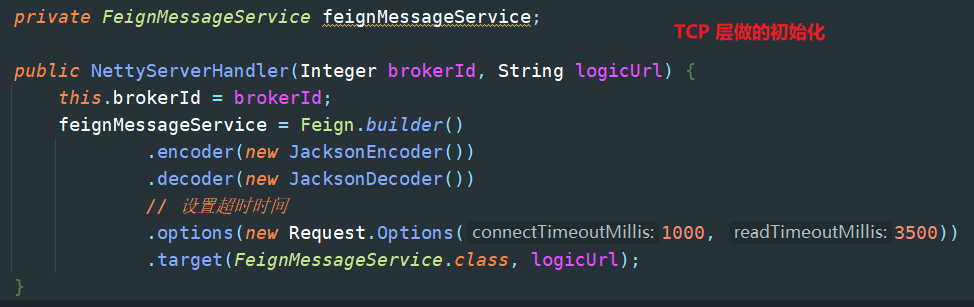 private FeignMessageService feignMessageService;
TCP 层做的初始化
public NettyServerHandler(Integer brokerId, String logicUrl) {
this.brokerId = brokerId;
feignMessageService = Feign.builder()
.encoder(new JacksonEncoder())
.decoder(new JacksonDecoder())
// 设置超时时间
.options(new Request.Options( connectTimeoutMillis: 1000, readTimeoutMillis: 3500))
.target(FeignMessageService.class, logicUrl);
}